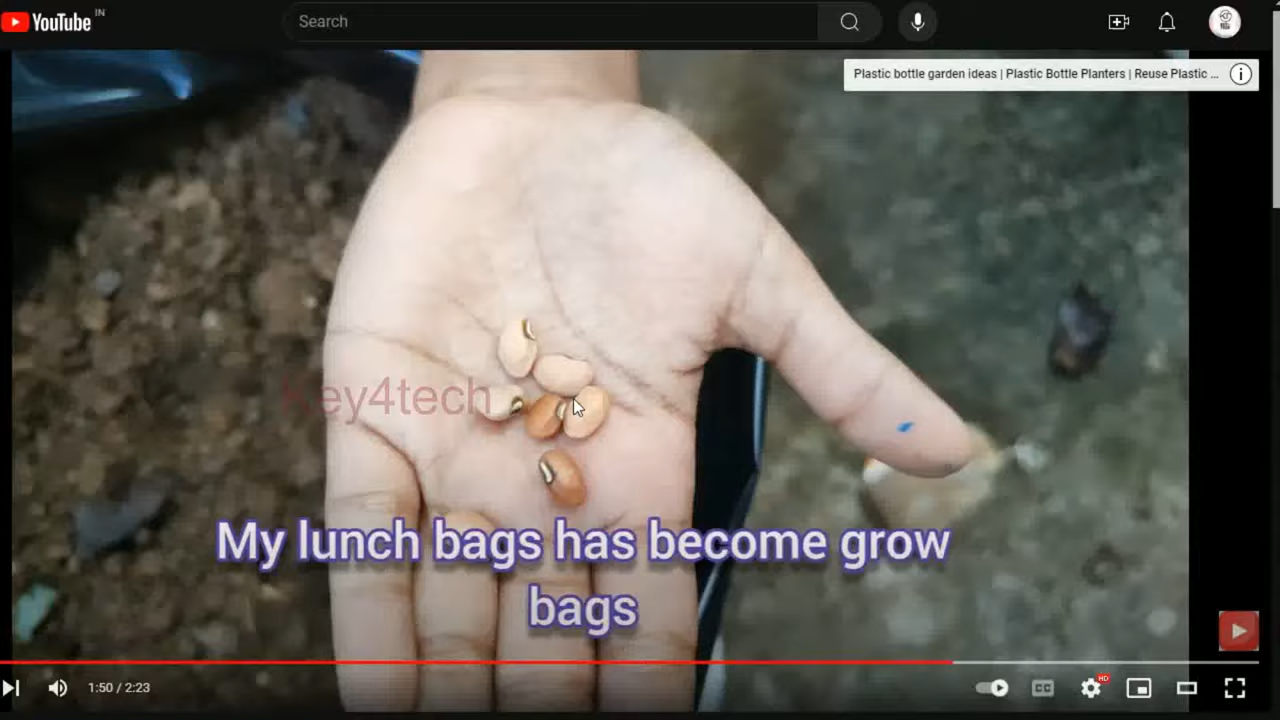 YouTube IN
Search
Plastic bottle garden ideas | Plastic Bottle Planters | Reuse Plastic ...
Key4tech
My lunch bags has become grow
bags
1:50 / 2:23
CC
HD